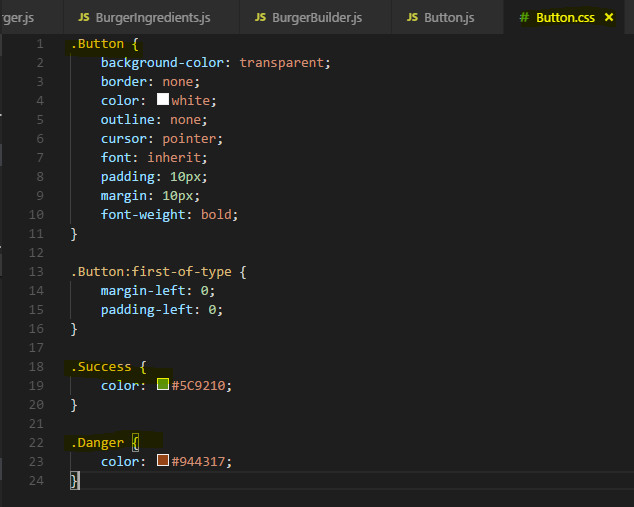 rger.js JS BurgerIngredients.js JS BurgerBuilder.js JS Button.js # Button.css ×
1 .Button {
2 background-color: transparent;
3 border: none;
4 color: white;
5 outline: none;
6 cursor: pointer;
7 font: inherit;
8 padding: 10px;
9 margin: 10px;
10 font-weight: bold;
11 }
12
13 .Button:first-of-type {
14 margin-left: 0;
15 padding-left: 0;
16 }
17
18 .Success {
19 color: #5C9210;
20 }
21
22 .Danger {
23 color: #944317;
24 }